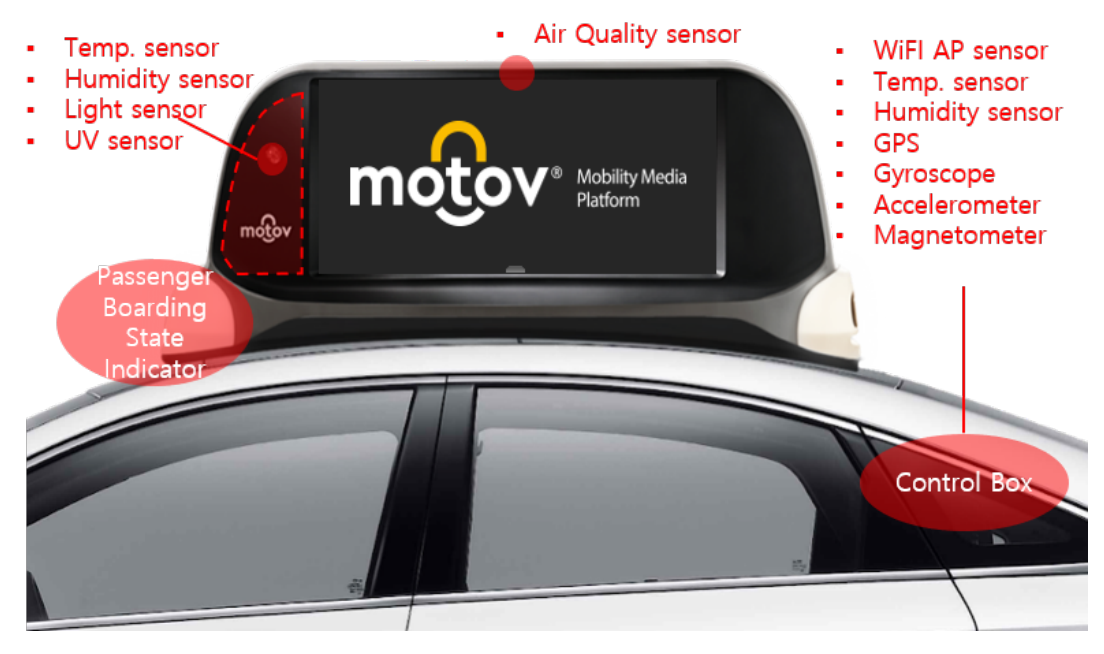 ▪ Temp. sensor
▪ Humidity sensor
▪ Light sensor
▪ UV sensor
▪ Air Quality sensor
▪ WiFI AP sensor
▪ Temp. sensor
▪ Humidity sensor
▪ GPS
▪ Gyroscope
▪ Accelerometer
▪ Magnetometer
motov® Mobility Media
Platform
motov
Passenger
Boarding
State
Indicator
Control Box